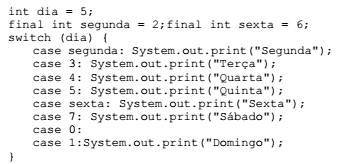 int dia = 5;
final int segunda = 2;final int sexta = 6;
switch (dia) {
   case segunda: System.out.print("Segunda");
   case 3: System.out.print("Terça");
   case 4: System.out.print("Quarta");
   case 5: System.out.print("Quinta");
   case sexta: System.out.print("Sexta");
   case 7: System.out.print("Sábado");
   case 0:
   case 1:System.out.print("Domingo");
}